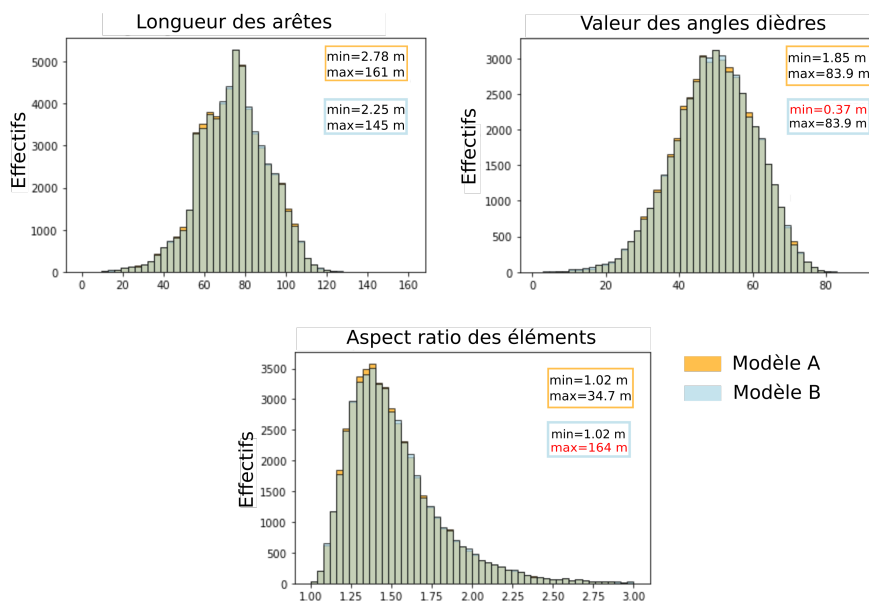 Longueur des arêtes
Effectifs
5000
4000
3000
2000
1000
0
0 20 40 60 80 100 120 140 160
min=2.78 m
max=161 m
min=2.25 m
max=145 m
Valeur des angles dièdres
Effectifs
3000
2500
2000
1500
1000
500
0
0 20 40 60 80
min=1.85 m
max=83.9 m
min=0.37 m
max=83.9 m
Aspect ratio des éléments
Effectifs
3500
3000
2500
2000
1500
1000
500
0
1.00 1.25 1.50 1.75 2.00 2.25 2.50 2.75 3.00
min=1.02 m
max=34.7 m
min=1.02 m
max=164 m
Modèle A
Modèle B